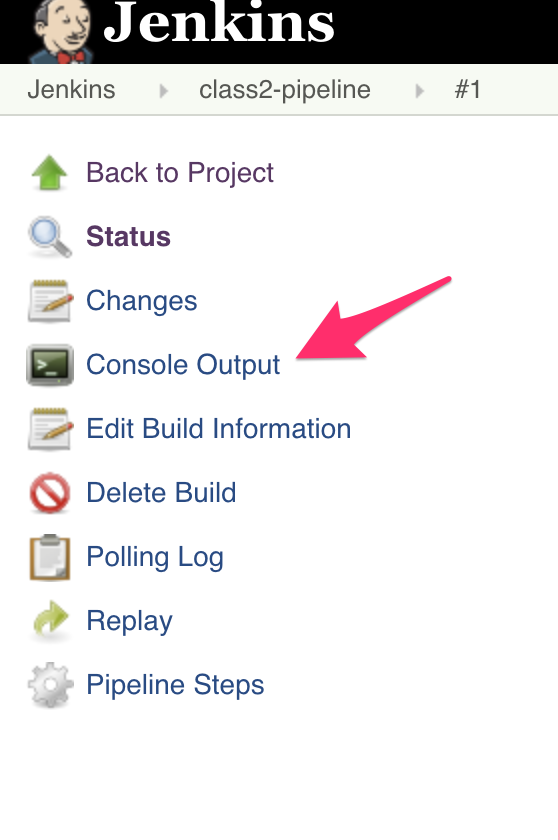 Jenkins
Jenkins class2-pipeline #1
Back to Project
Status
Changes
>_
Console Output
Edit Build Information
Delete Build
Polling Log
Replay
Pipeline Steps